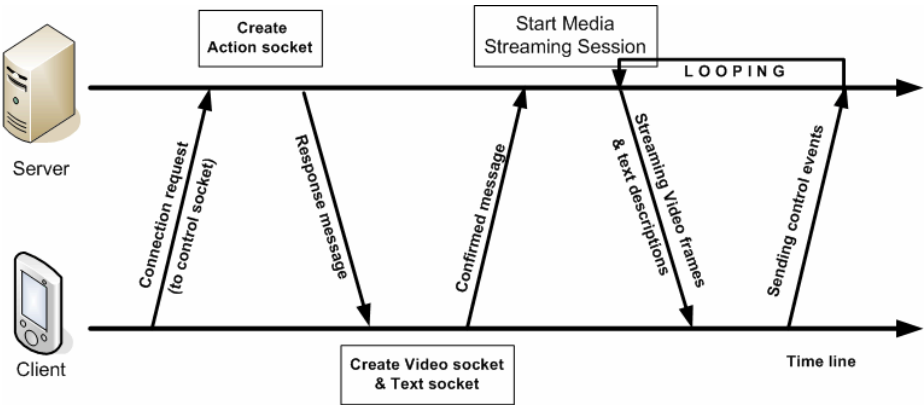 Create
Action socket
Start Media
Streaming Session
LOOPING
Server
Connection request
(to control socket)
Response message
Confirmed message
Streaming Video frames
& text descriptions
Sending control events
Client
Create Video socket
& Text socket
Time line